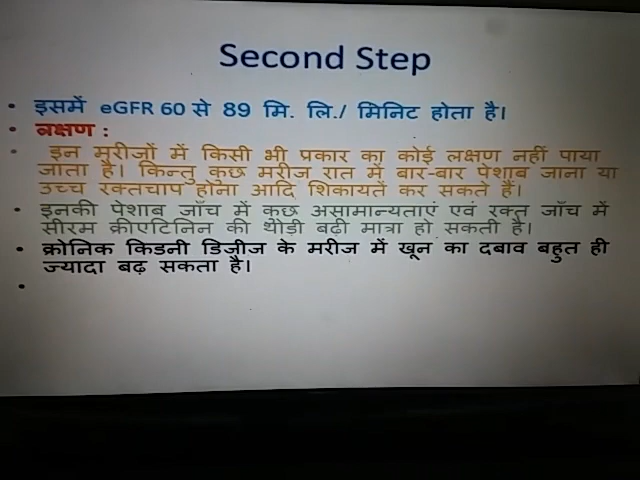 Second Step
• इसमें eGFR 60 से 89 मि. लि./ मिनिट होता है।
• लक्षण :
• इन मरीजों में किसी भी प्रकार का कोई लक्षण नहीं पाया
जाता है। किन्तु कुछ मरीज रात में बार-बार पेशाब जाना या
उच्च रक्तचाप होना आदि शिकायतें कर सकते हैं।
• इनकी पेशाब जाँच में कुछ असामान्यताएं एवं रक्त जाँच में
सीरम क्रीएटिनिन की थोड़ी बढ़ी मात्रा हो सकती है।
• क्रोनिक किडनी डिजीज के मरीज में खून का दबाव बहुत ही
ज्यादा बढ़ सकता है।
•